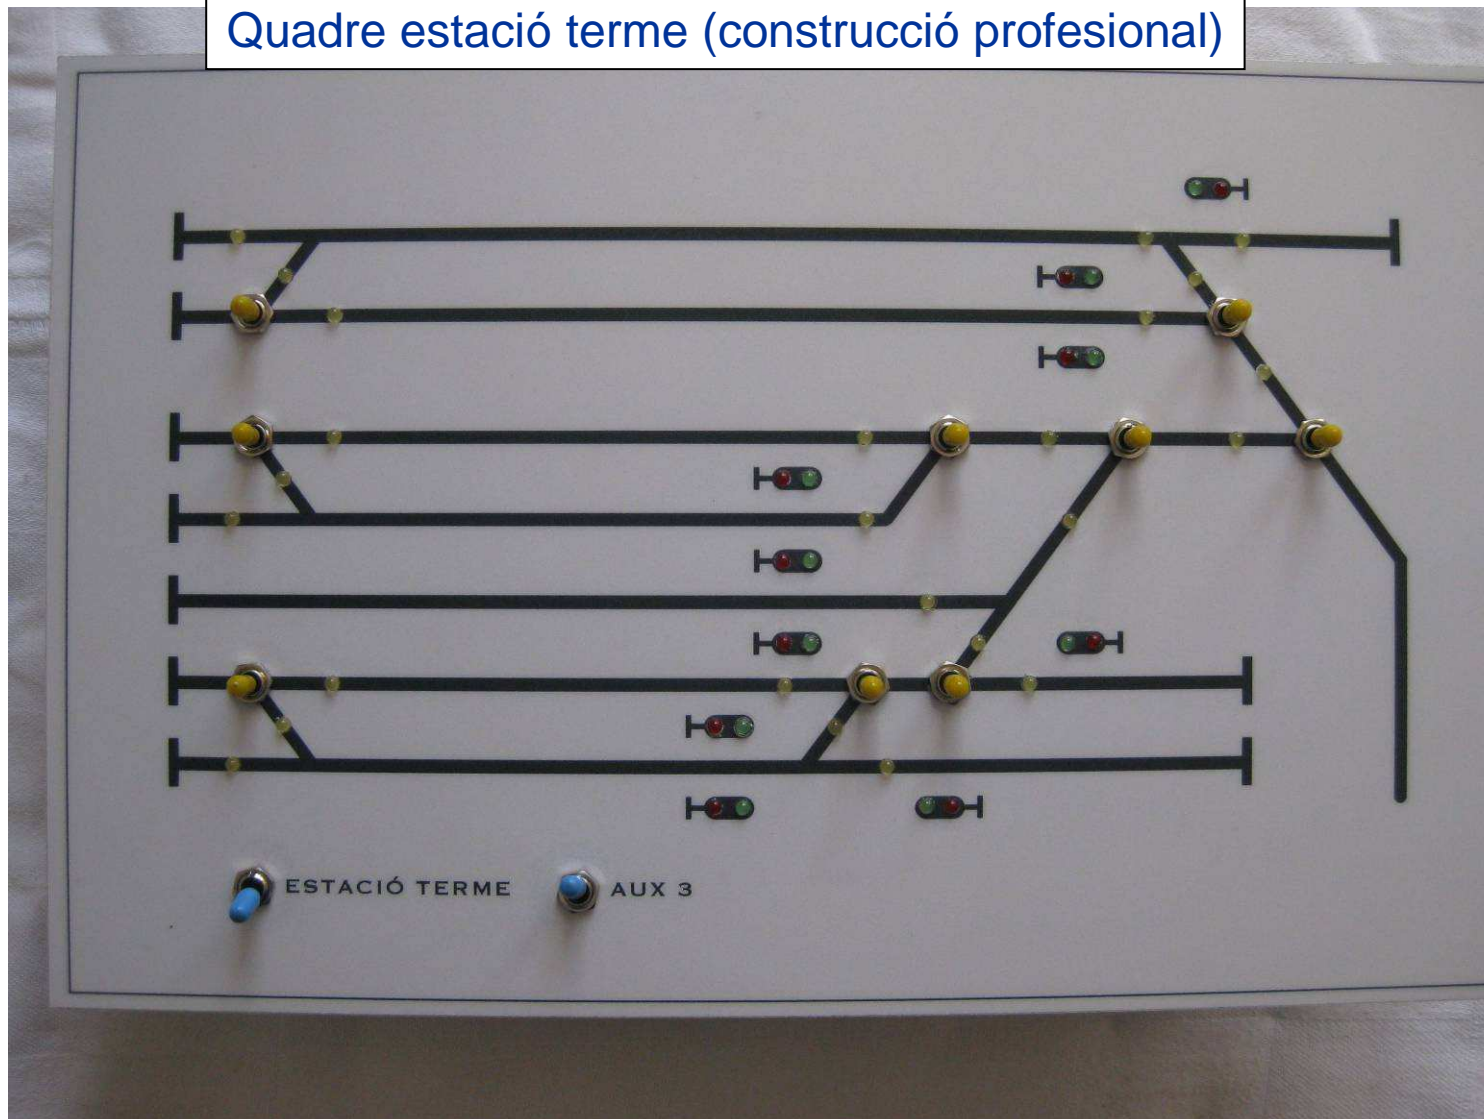 Quadre estació terme (construcció profesional)
ESTACIÓ TERME
AUX 3